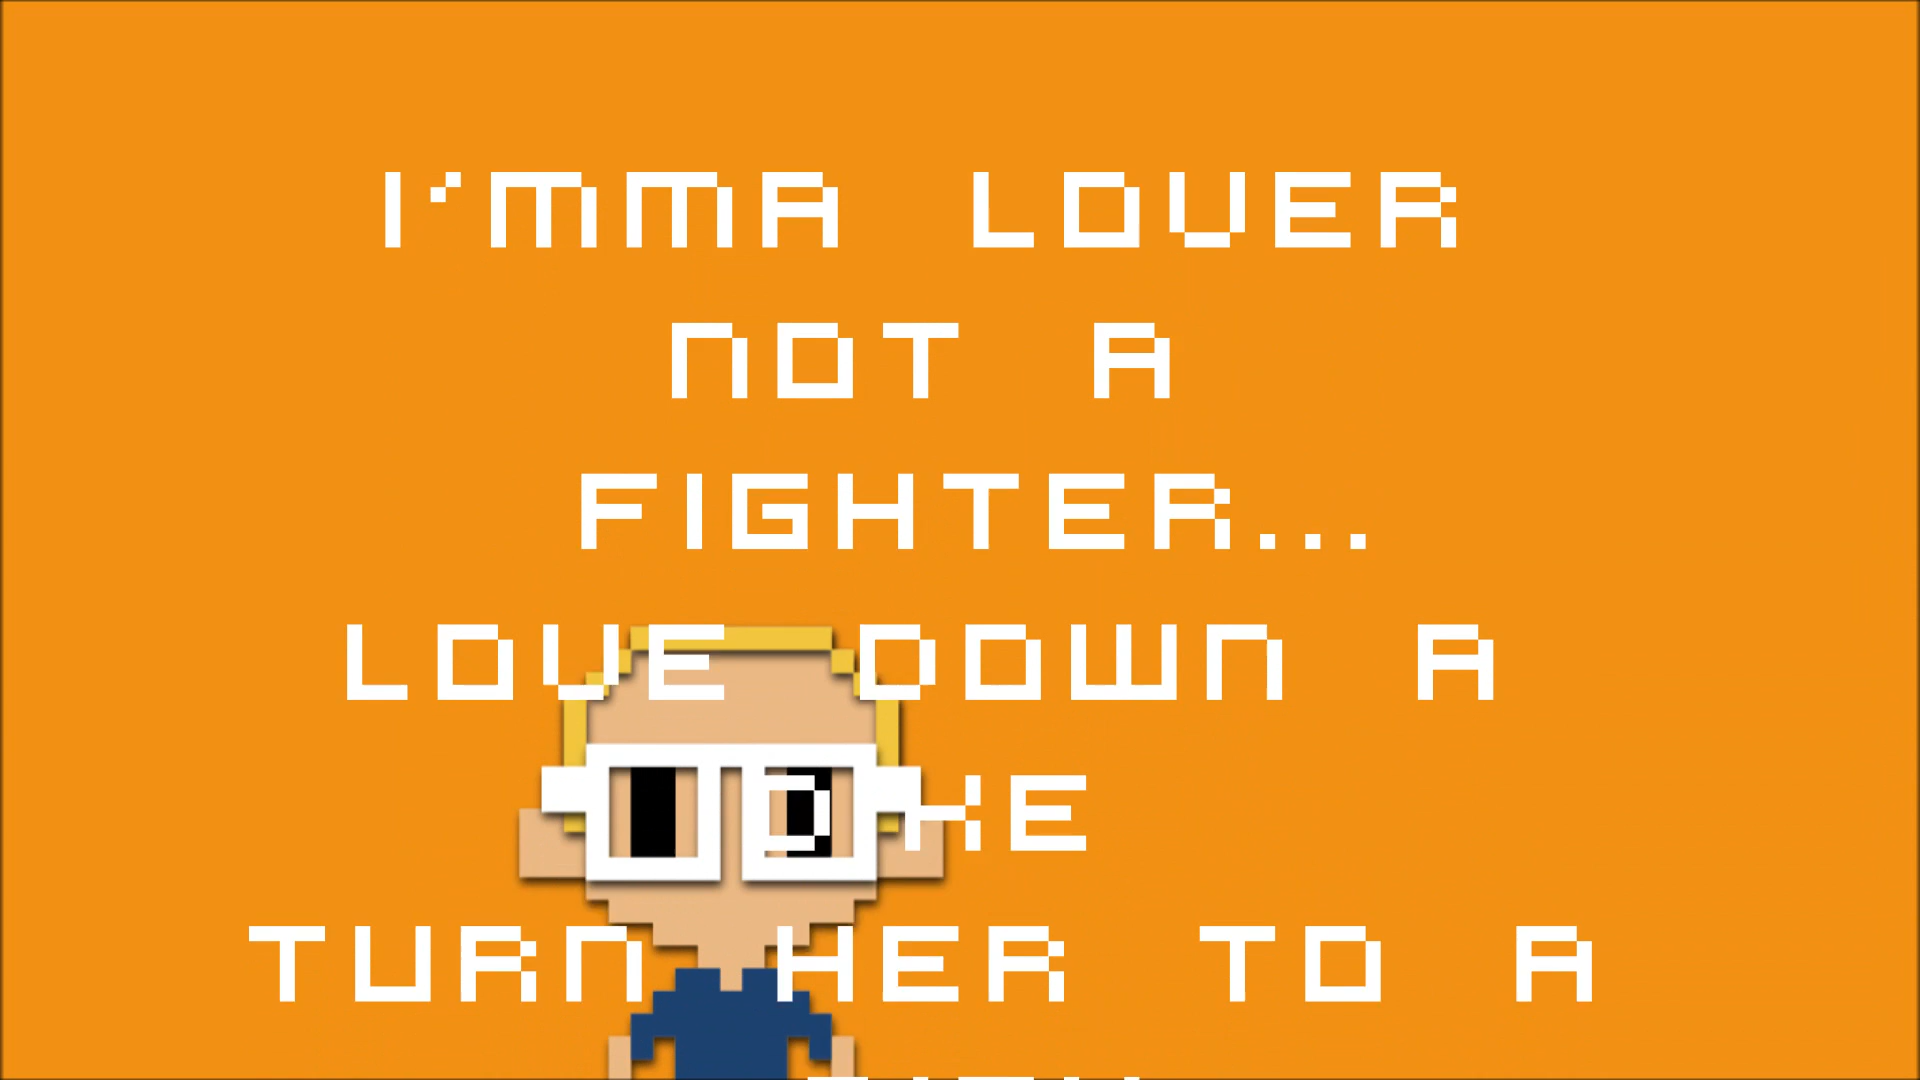 I'MMA LOVER
NOT A
FIGHTER...
LOVE DOWN A
TURN HER TO A